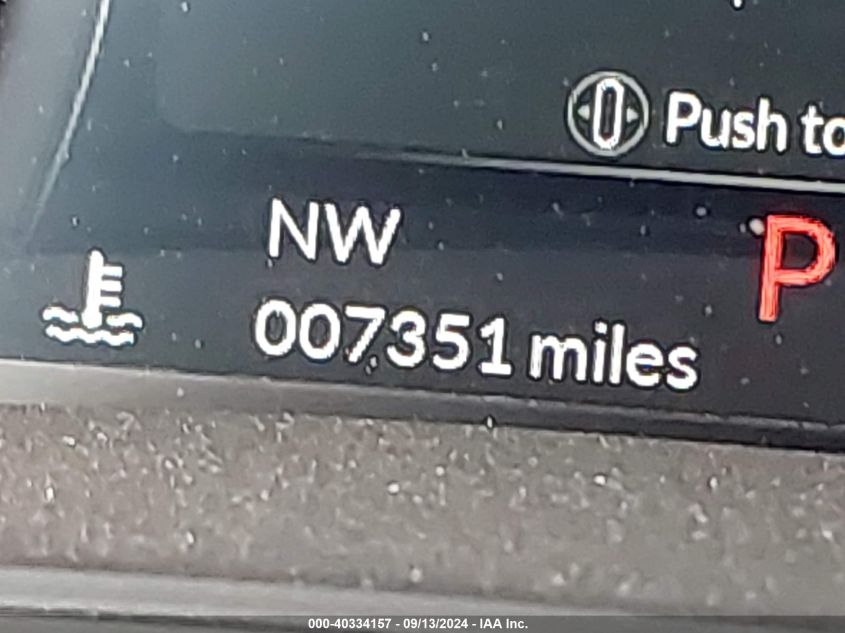 Push to
NW
P
007351 miles
000-40334157 - 09/13/2024 - IAA Inc.